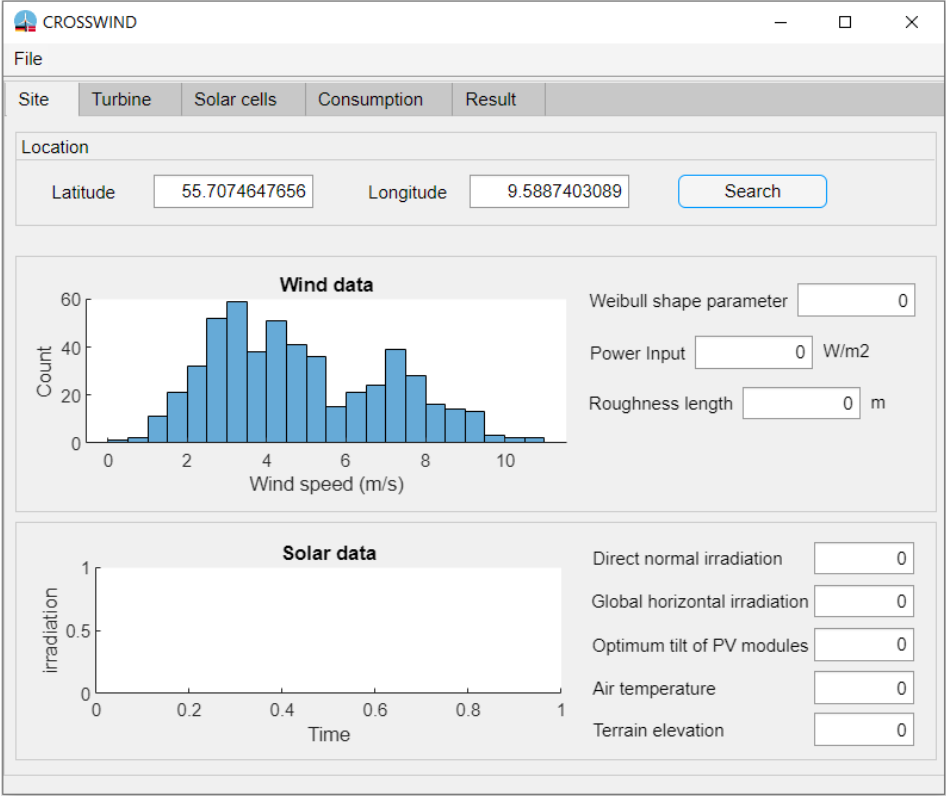 CROSSWIND
File
Site Turbine Solar cells Consumption Result
Location
Latitude 55.7074647656 Longitude 9.5887403089 Search
Wind data
60
40
20
0
Count
0 2 4 6 8 10
Wind speed (m/s)
Weibull shape parameter 0
Power Input 0 W/m2
Roughness length 0 m
Solar data
1
0.5
0
irradiation
0 0.2 0.4 0.6 0.8 1
Time
Direct normal irradiation 0
Global horizontal irradiation 0
Optimum tilt of PV modules 0
Air temperature 0
Terrain elevation 0